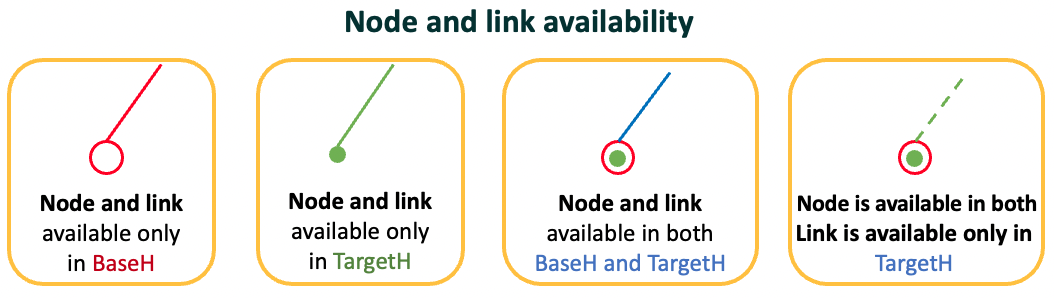 Node and link availability
Node and link
available only
in BaseH
Node and link
available only
in TargetH
Node and link
available in both
BaseH and TargetH
Node is available in both
Link is available only in
TargetH